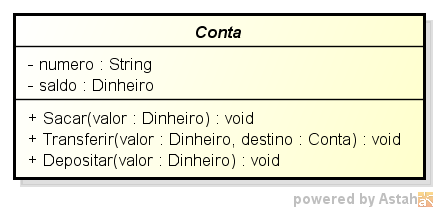 Conta
- numero : String
- saldo : Dinheiro
+ Sacar(valor : Dinheiro) : void
+ Transferir(valor : Dinheiro, destino : Conta) : void
+ Depositar(valor : Dinheiro) : void
powered by Astah